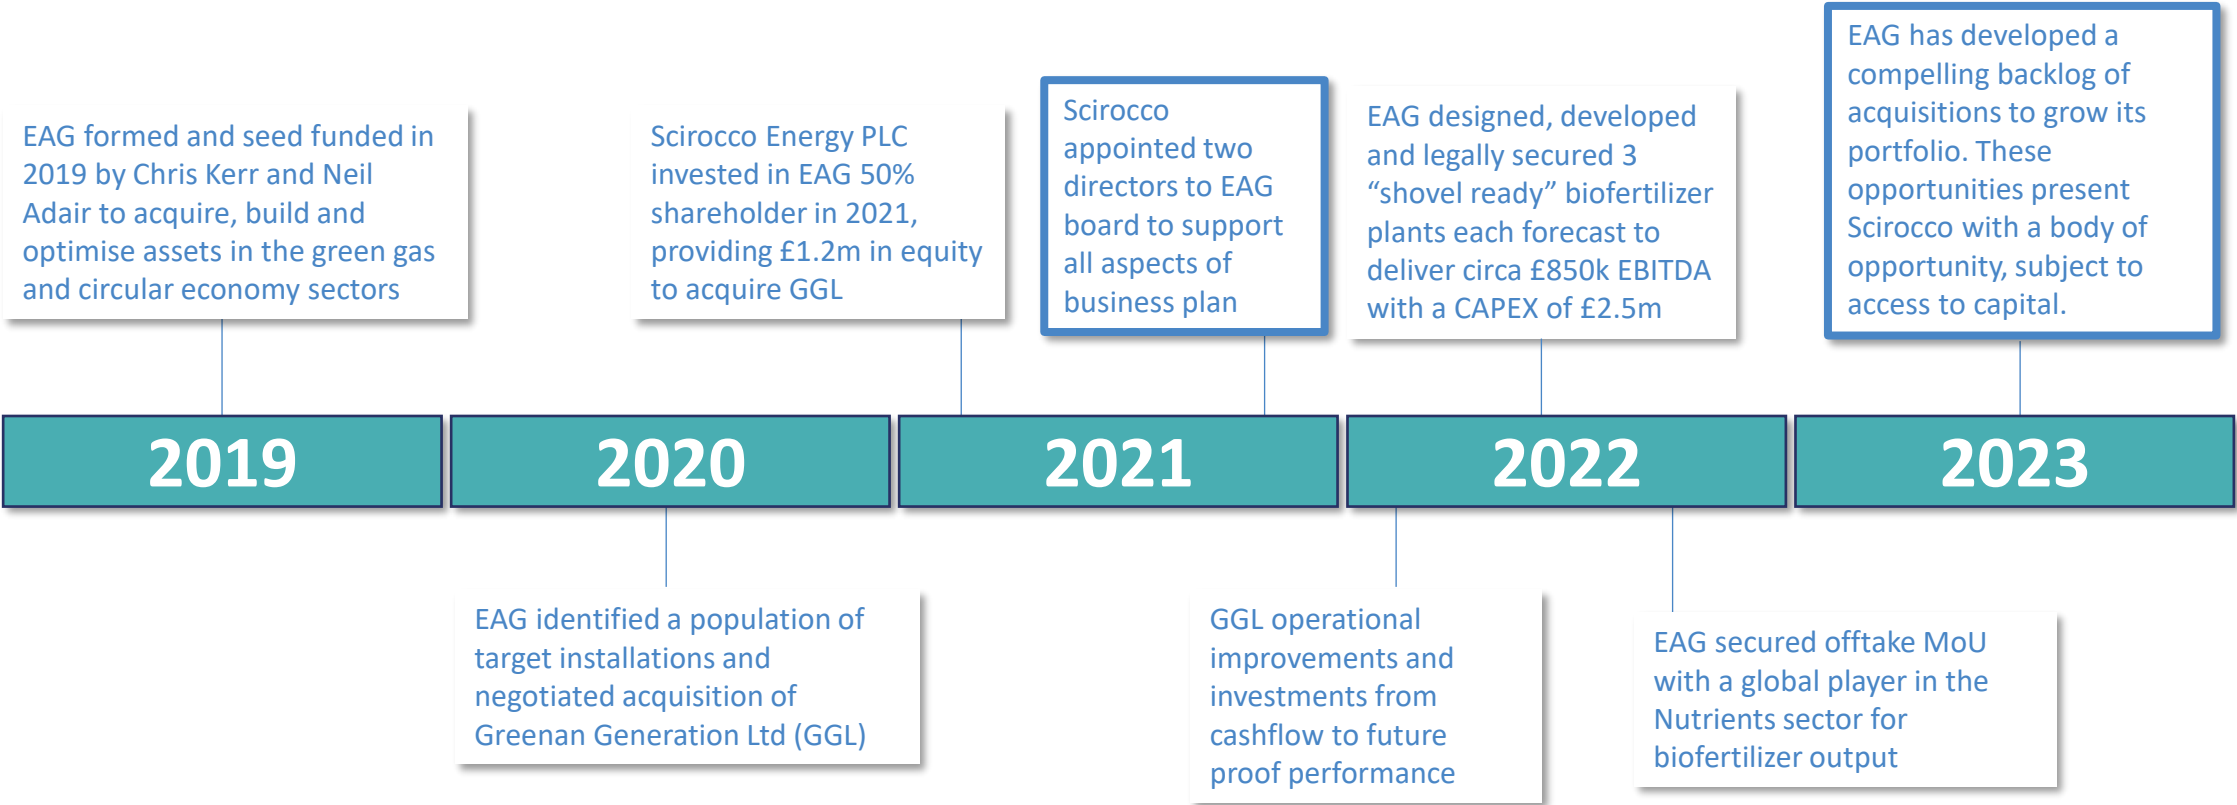 EAG formed and seed funded in
2019 by Chris Kerr and Neil
Adair to acquire, build and
optimise assets in the green gas
and circular economy sectors
Scirocco Energy PLC
invested in EAG 50%
shareholder in 2021,
providing £1.2m in equity
to acquire GGL
Scirocco
appointed two
directors to EAG
board to support
all aspects of
business plan
EAG designed, developed
and legally secured 3
“shovel ready” biofertilizer
plants each forecast to
deliver circa £850k EBITDA
with a CAPEX of £2.5m
EAG has developed a
compelling backlog of
acquisitions to grow its
portfolio. These
opportunities present
Scirocco with a body of
opportunity, subject to
access to capital.
2019
2020
2021
2022
2023
EAG identified a population of
target installations and
negotiated acquisition of
Greenan Generation Ltd (GGL)
GGL operational
improvements and
investments from
cashflow to future
proof performance
EAG secured offtake MoU
with a global player in the
Nutrients sector for
biofertilizer output